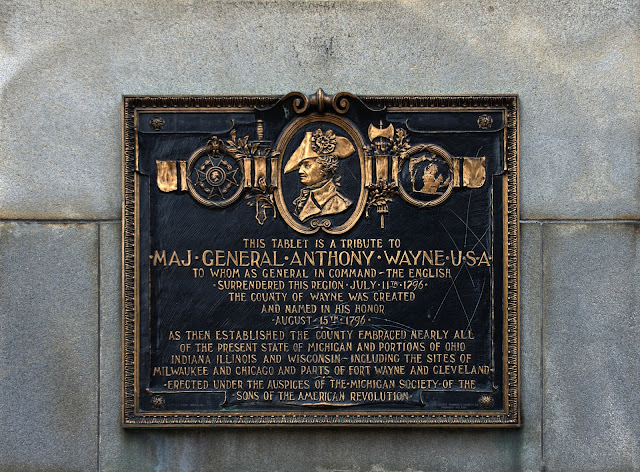 THIS TABLET IS A TRIBUTE TO
·MAJ·GENERAL·ANTHONY·WAYNE·U·S·A·
TO WHOM AS GENERAL IN COMMAND – THE ENGLISH
·SURRENDERED THIS REGION · JULY · 11TH · 1796·
THE COUNTY OF WAYNE WAS CREATED
AND NAMED IN HIS HONOR
·AUGUST · 15TH · 1796·
AS THEN ESTABLISHED THE COUNTY EMBRACED NEARLY ALL
OF THE PRESENT STATE OF MICHIGAN AND PORTIONS OF OHIO
INDIANA ILLINOIS AND WISCONSIN – INCLUDING THE SITES OF
MILWAUKEE AND CHICAGO AND PARTS OF FORT WAYNE AND CLEVELAND·
·ERECTED UNDER THE AUSPICES OF THE·MICHIGAN SOCIETY·OF THE
·SONS OF THE AMERICAN REVOLUTION·